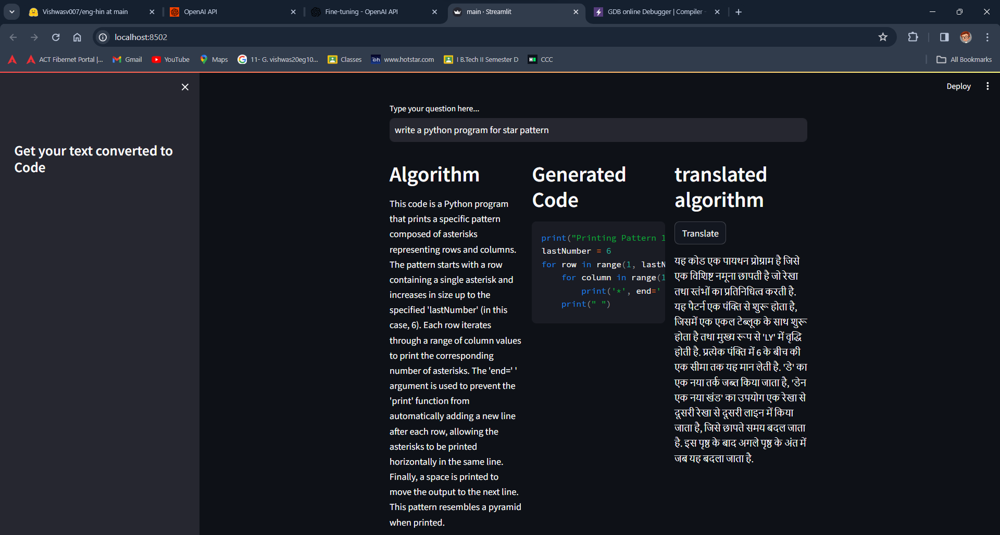 Vishwasv007/eng-hin at main
OpenAI API
Fine-tuning - OpenAI API
main · Streamlit
GDB online Debugger | Compiler
localhost:8502
ACT Fibernet Portal |...
Gmail
YouTube
Maps
11- G. vishwas20eg10...
Classes
www.hotstar.com
I B.Tech II Semester D
CCC
All Bookmarks
Deploy
Get your text converted to
Code
Type your question here...
write a python program for star pattern
Algorithm
This code is a Python program
that prints a specific pattern
composed of asterisks
representing rows and columns.
The pattern starts with a row
containing a single asterisk and
increases in size up to the
specified 'lastNumber' (in this
case, 6). Each row iterates
through a range of column values
to print the corresponding
number of asterisks. The 'end=' '
argument is used to prevent the
'print' function from
automatically adding a new line
after each row, allowing the
asterisks to be printed
horizontally in the same line.
Finally, a space is printed to
move the output to the next line.
This pattern resembles a pyramid
when printed.
Generated
Code
print("Printing Pattern 1
lastNumber = 6
for row in range(1, lastN
for column in range(1
print('*', end='
print(" ")
translated
algorithm
Translate
यह कोड एक पायथन प्रोग्राम है जिसे
एक विशिष्ट नमूना छापती है जो रेखा
तथा स्तंभों का प्रतिनिधित्व करती है.
यह पैटर्न एक पंक्ति से शुरू होता है,
जिसमें एक एकल टेब्लूक के साथ शुरू
होता है तथा मुख्य रूप से 'LY' में वृद्धि
होती है. प्रत्येक पंक्ति में 6 के बीच की
एक सीमा तक यह मान लेती है. 'डे' का
एक नया तर्क जब्त किया जाता है, 'डेन
एक नया खंड' का उपयोग एक रेखा से
दूसरी रेखा से दूसरी लाइन में किया
जाता है, जिसे छापते समय बदल जाता
है. इस पृष्ठ के बाद अगले पृष्ठ के अंत में
जब यह बदला जाता है.